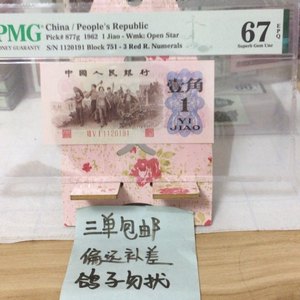 PMG
MONEY GUARANTY
China / People's Republic
Pick# 877g 1962 1 Jiao - Wmk: Open Star
S/N 1120191 Block 751 - 3 Red R. Numerals
67 EPQ
Superb Gem Unc
中国人民银行
壹角
1
YI
JIAO
1120191
三单包邮
偏远补差
鸽子勿扰